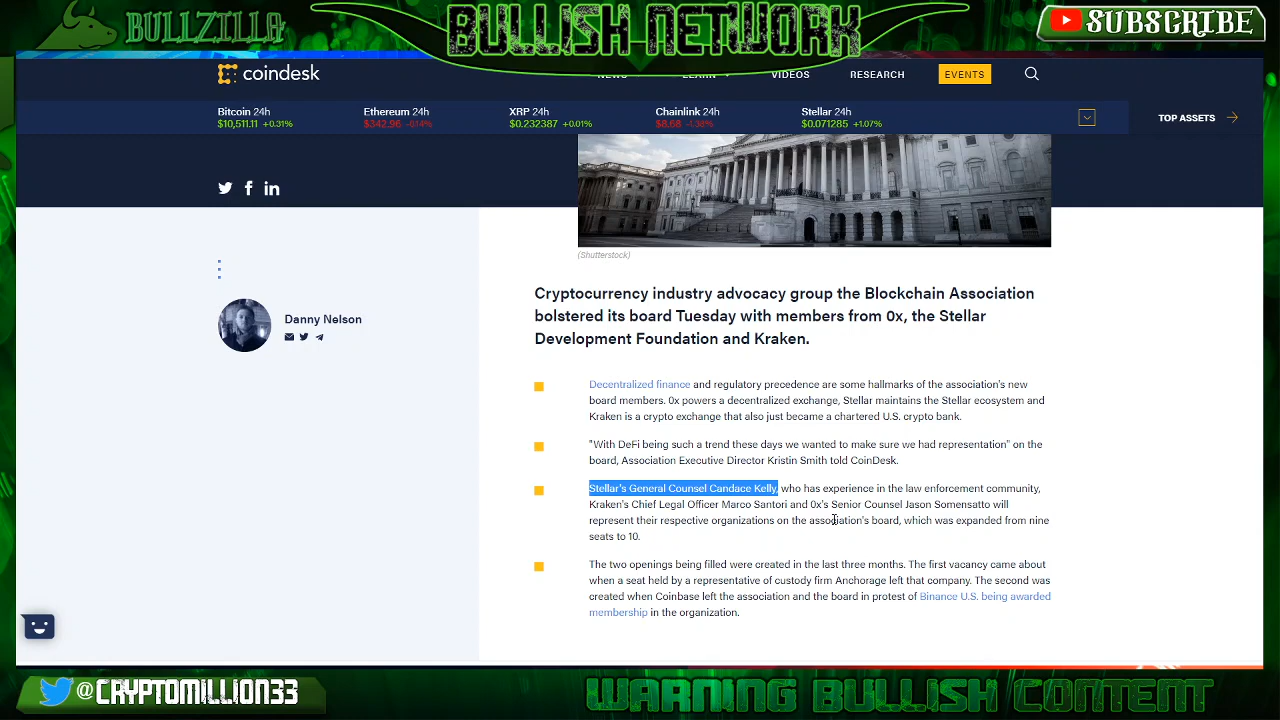 BULLZILLA
BULLISH NETWORK
SUBSCRIBE
coindesk
NEWS LEARN VIDEOS RESEARCH EVENTS
Bitcoin 24h
$10,511.11 +0.31%
Ethereum 24h
$342.96 -0.14%
XRP 24h
$0.232387 +0.01%
Chainlink 24h
$8.68 -1.33%
Stellar 24h
$0.071285 +1.07%
TOP ASSETS
(Shutterstock)
Danny Nelson
Cryptocurrency industry advocacy group the Blockchain Association
bolstered its board Tuesday with members from 0x, the Stellar
Development Foundation and Kraken.
Decentralized finance and regulatory precedence are some hallmarks of the association's new
board members. 0x powers a decentralized exchange, Stellar maintains the Stellar ecosystem and
Kraken is a crypto exchange that also just became a chartered U.S. crypto bank.
"With DeFi being such a trend these days we wanted to make sure we had representation" on the
board, Association Executive Director Kristin Smith told CoinDesk.
Stellar's General Counsel Candace Kelly, who has experience in the law enforcement community,
Kraken's Chief Legal Officer Marco Santori and 0x's Senior Counsel Jason Somensatto will
represent their respective organizations on the association's board, which was expanded from nine
seats to 10.
The two openings being filled were created in the last three months. The first vacancy came about
when a seat held by a representative of custody firm Anchorage left that company. The second was
created when Coinbase left the association and the board in protest of Binance U.S. being awarded
membership in the organization.
@CRYPTOMILLION33
WARNING BULLISH CONTENT